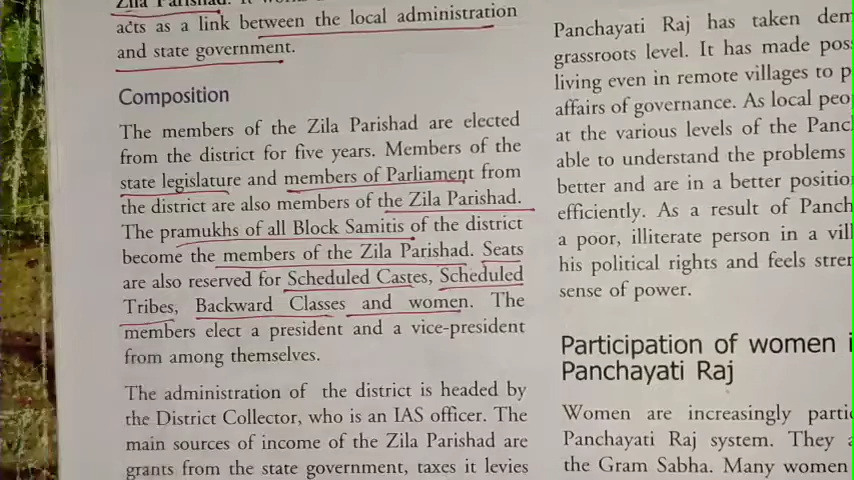 Zila Parishad. It
acts as a link between the local administration
and state government.
Composition
The members of the Zila Parishad are elected
from the district for five years. Members of the
state legislature and members of Parliament from
the district are also members of the Zila Parishad.
The pramukhs of all Block Samitis of the district
become the members of the Zila Parishad. Seats
are also reserved for Scheduled Castes, Scheduled
Tribes, Backward Classes and women. The
members elect a president and a vice-president
from among themselves.
The administration of the district is headed by
the District Collector, who is an IAS officer. The
main sources of income of the Zila Parishad are
grants from the state government, taxes it levies
Panchayati Raj has taken dem
grassroots level. It has made pos
living even in remote villages to p
affairs of governance. As local peo
at the various levels of the Panc
able to understand the problems
better and are in a better positio
efficiently. As a result of Panch
a poor, illiterate person in a vill
his political rights and feels stren
sense of power.
Participation of women i
Panchayati Raj
Women are increasingly parti
Panchayati Raj system. They a
the Gram Sabha. Many women